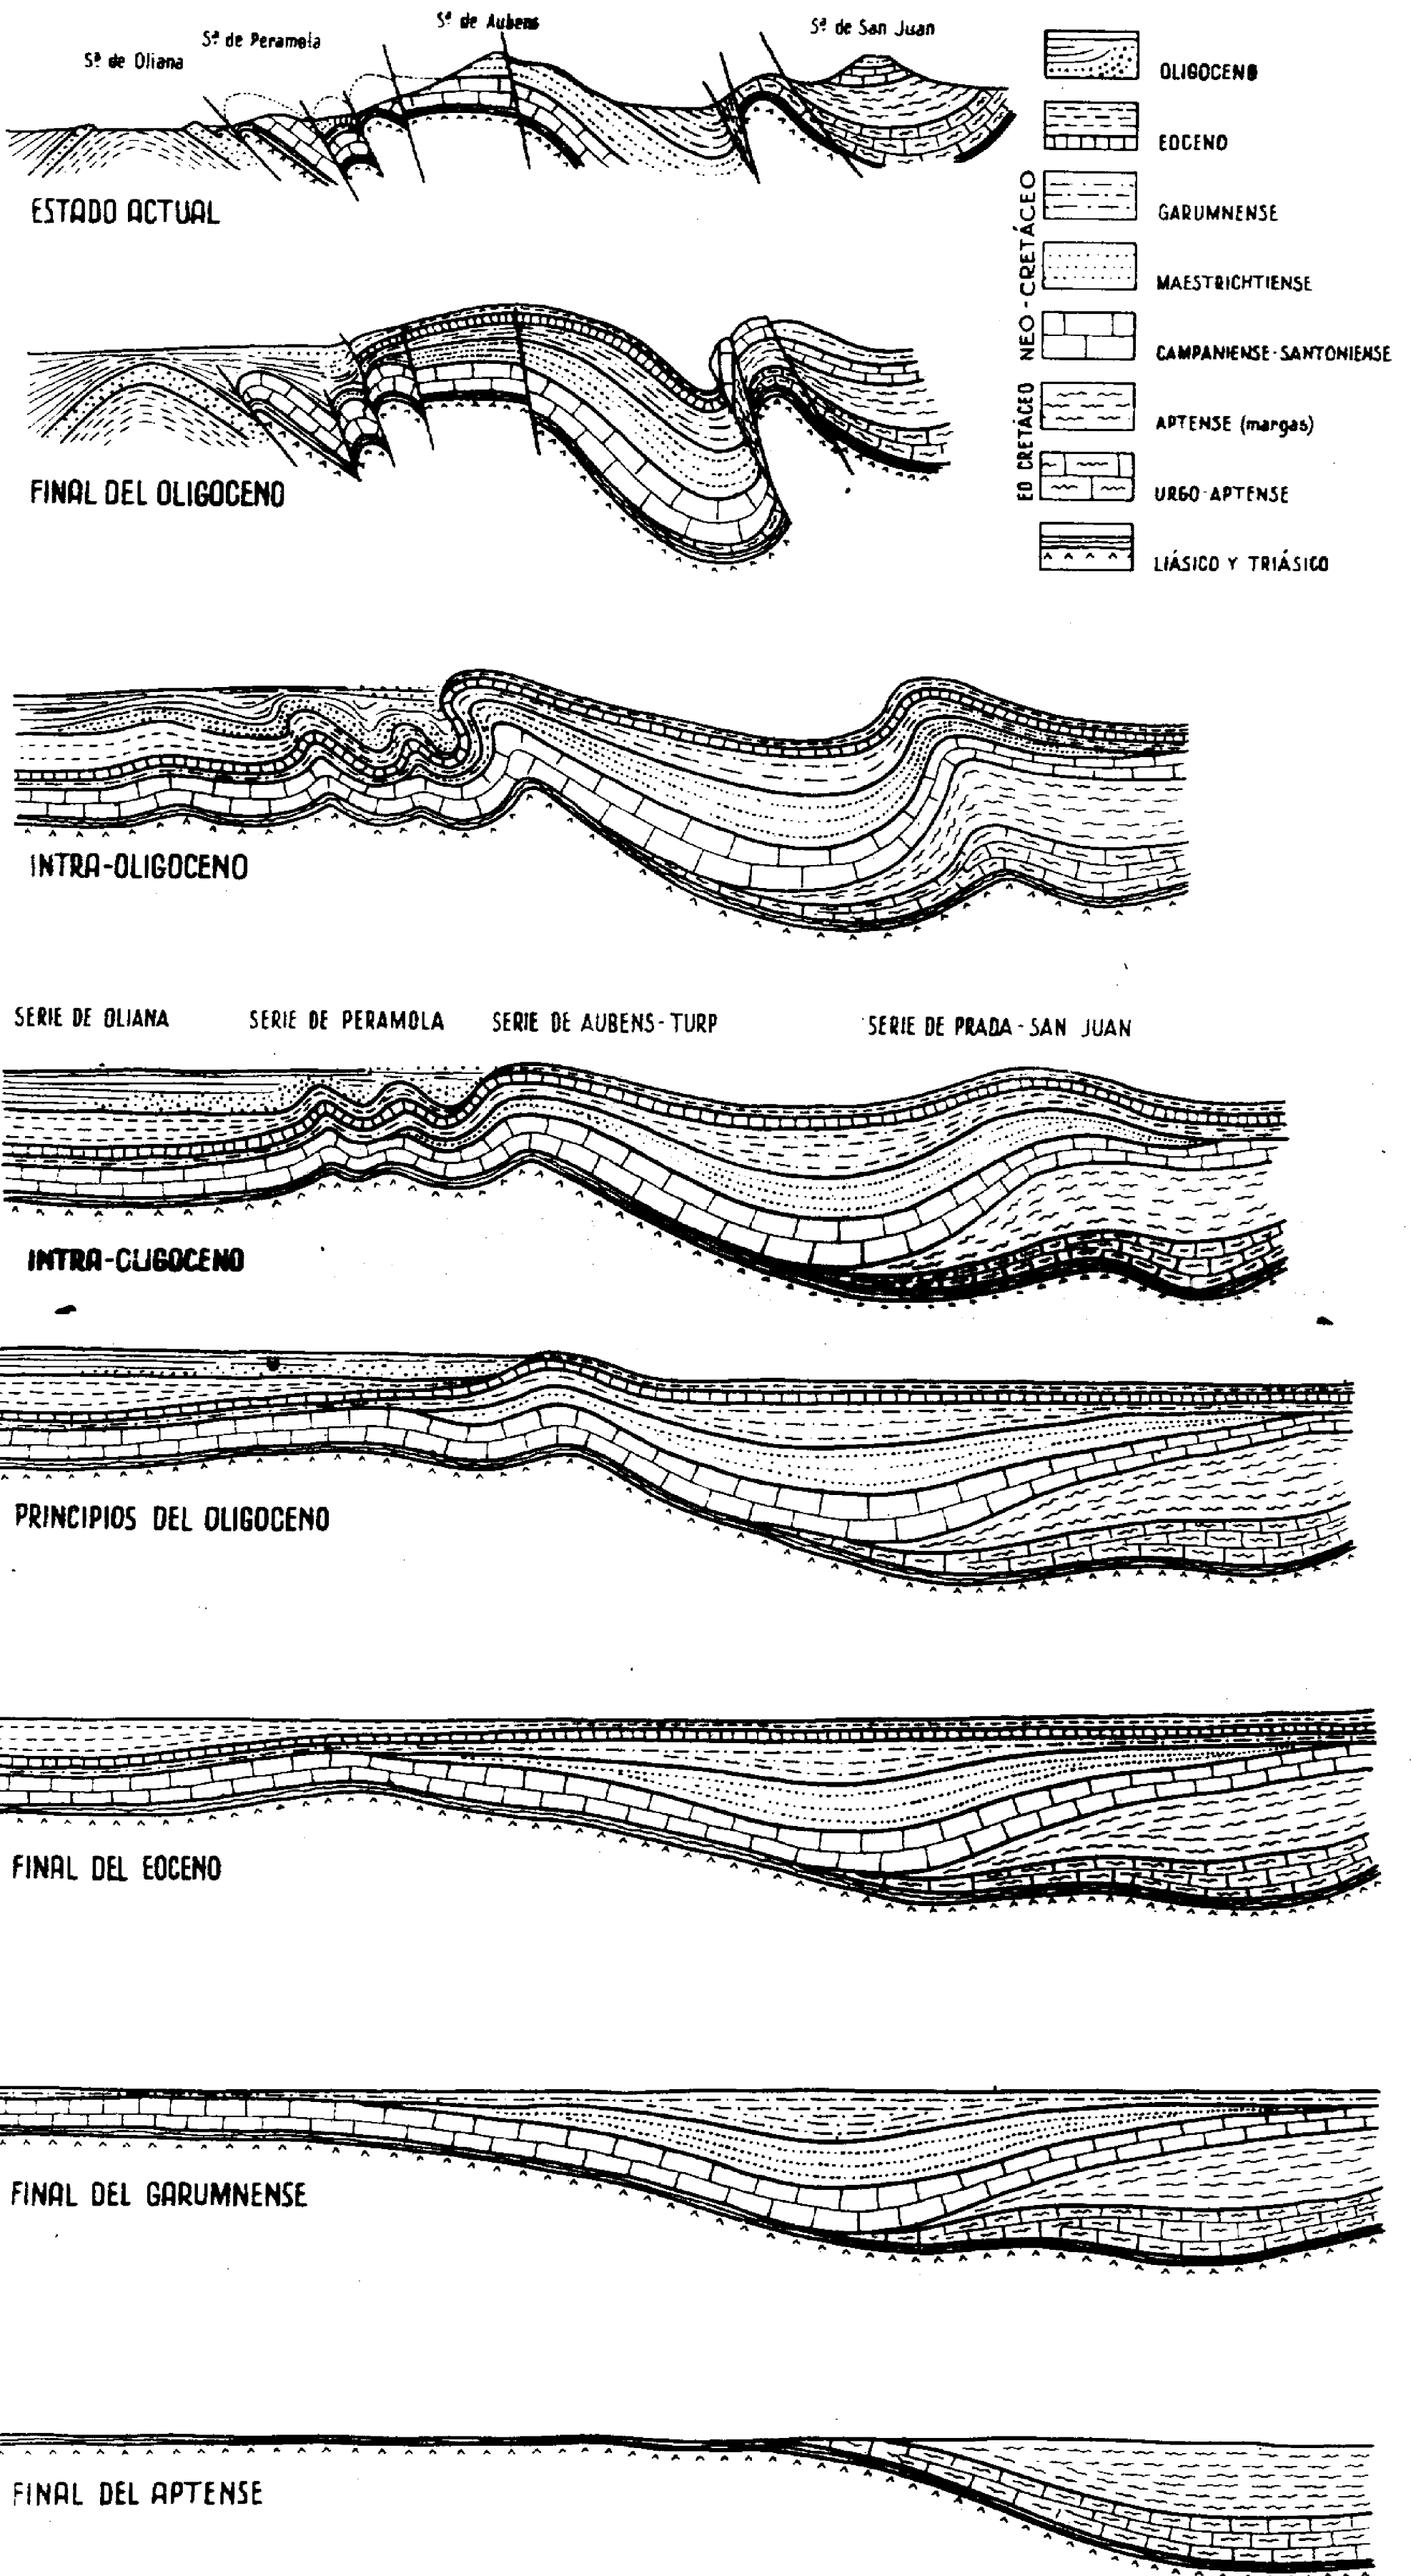 Sª de Oliana
Sª de Peramola
Sª de Aubens
Sª de San Juan
ESTADO ACTUAL
OLIGOCENO
EOCENO
NEO-CRETÁCEO
GARUMNENSE
MAESTRICHTIENSE
CAMPANIENSE-SANTONIENSE
EO CRETÁCEO
APTENSE (margas)
URGO-APTENSE
LIÁSICO Y TRIÁSICO
FINAL DEL OLIGOCENO
INTRA-OLIGOCENO
SERIE DE OLIANA
SERIE DE PERAMOLA
SERIE DE AUBENS-TURP
SERIE DE PRADA-SAN JUAN
INTRA-OLIGOCENO
PRINCIPIOS DEL OLIGOCENO
FINAL DEL EOCENO
FINAL DEL GARUMNENSE
FINAL DEL APTENSE